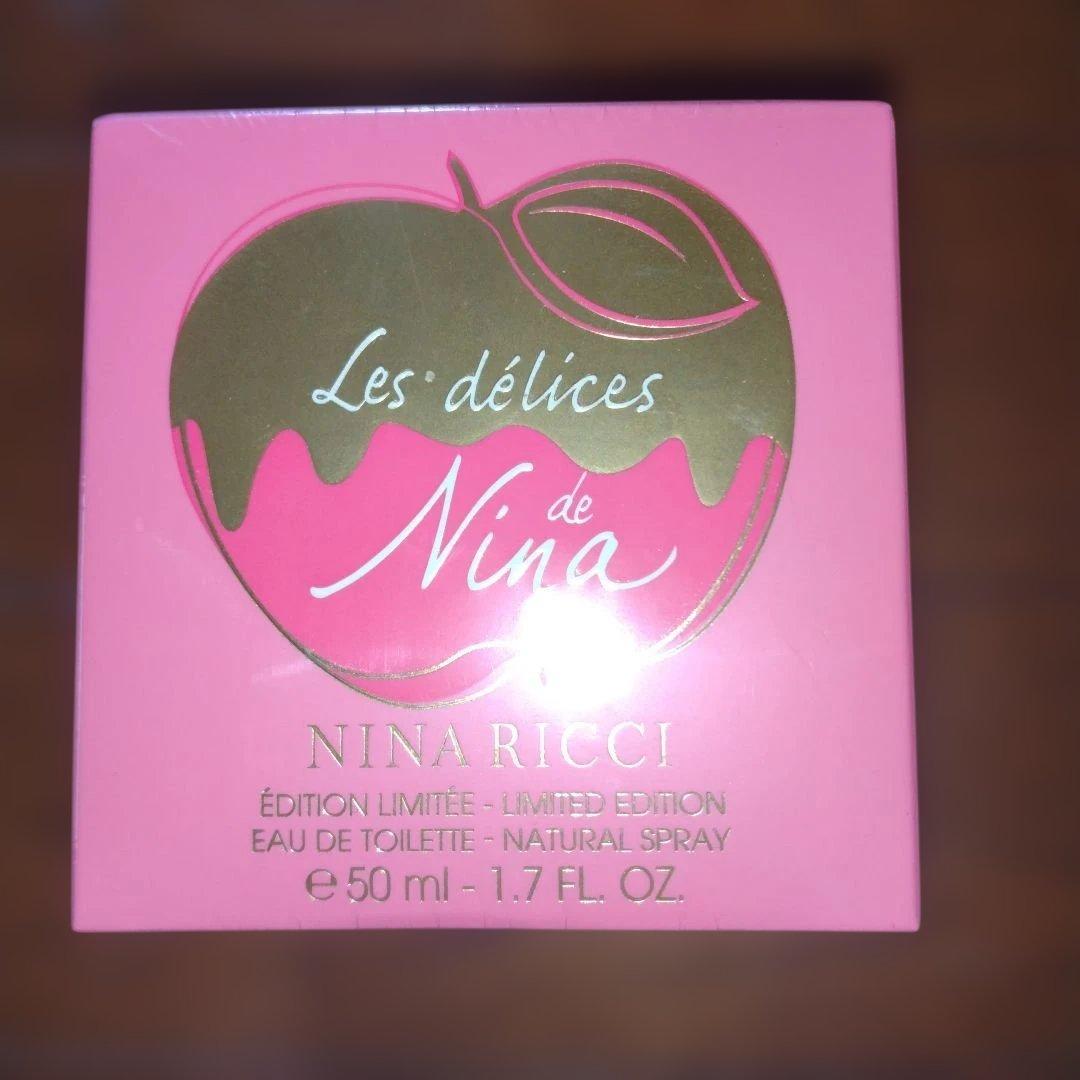 Les délices
de
Nina
NINA RICCI
ÉDITION LIMITÉE - LIMITED EDITION
EAU DE TOILETTE - NATURAL SPRAY
℮ 50 ml - 1.7 FL. OZ.